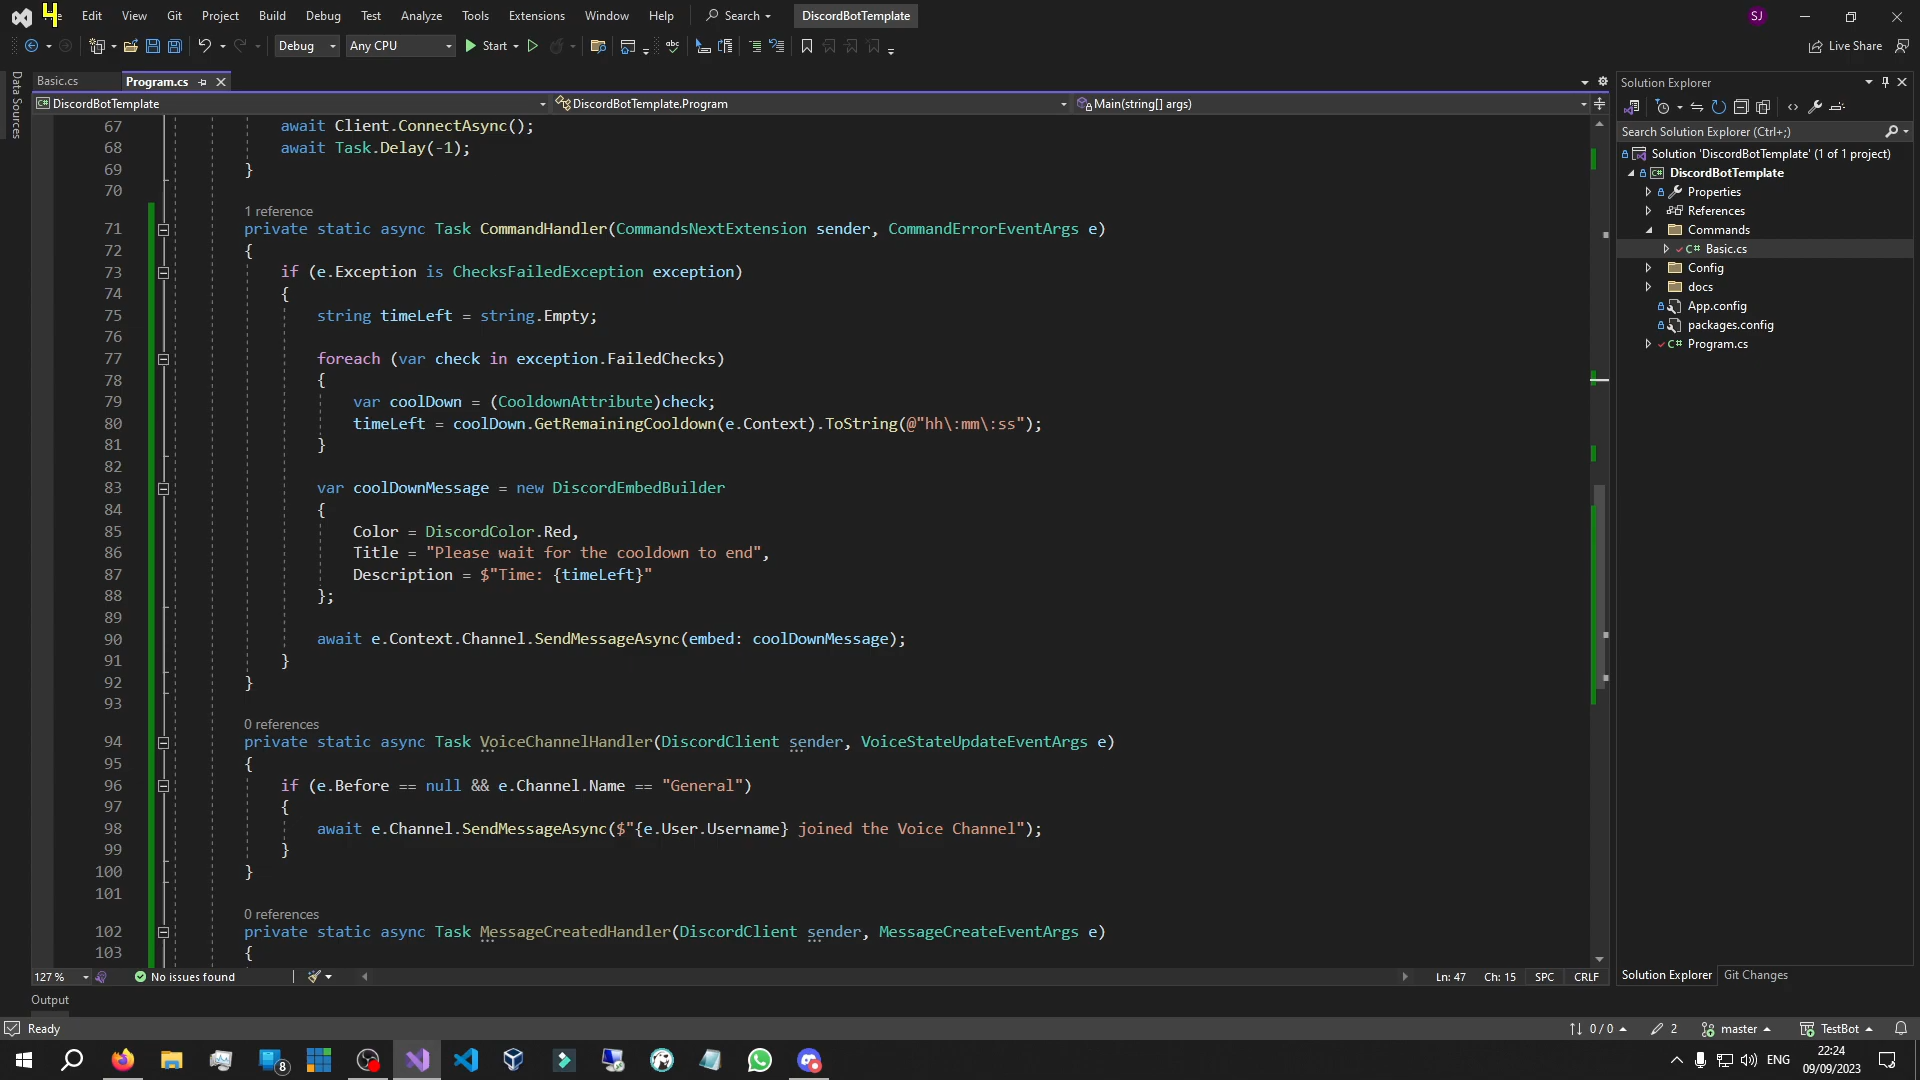 4 Edit View Git Project Build Debug Test Analyze Tools Extensions Window Help Search DiscordBotTemplate SJ
Debug Any CPU Start abc Live Share
Data Sources
Basic.cs Program.cs
DiscordBotTemplate DiscordBotTemplate.Program Main(string[] args)
67 await Client.ConnectAsync();
68 await Task.Delay(-1);
69 }
70
1 reference
71 private static async Task CommandHandler(CommandsNextExtension sender, CommandErrorEventArgs e)
72 {
73 if (e.Exception is ChecksFailedException exception)
74 {
75 string timeLeft = string.Empty;
76
77 foreach (var check in exception.FailedChecks)
78 {
79 var coolDown = (CooldownAttribute)check;
80 timeLeft = coolDown.GetRemainingCooldown(e.Context).ToString(@"hh\:mm\:ss");
81 }
82
83 var coolDownMessage = new DiscordEmbedBuilder
84 {
85 Color = DiscordColor.Red,
86 Title = "Please wait for the cooldown to end",
87 Description = $"Time: {timeLeft}"
88 };
89
90 await e.Context.Channel.SendMessageAsync(embed: coolDownMessage);
91 }
92 }
93
0 references
94 private static async Task VoiceChannelHandler(DiscordClient sender, VoiceStateUpdateEventArgs e)
95 {
96 if (e.Before == null && e.Channel.Name == "General")
97 {
98 await e.Channel.SendMessageAsync($"{e.User.Username} joined the Voice Channel");
99 }
100 }
101
0 references
102 private static async Task MessageCreatedHandler(DiscordClient sender, MessageCreateEventArgs e)
103 {
127 % No issues found Ln: 47 Ch: 15 SPC CRLF
Output
Solution Explorer
Search Solution Explorer (Ctrl+;)
Solution 'DiscordBotTemplate' (1 of 1 project)
C# DiscordBotTemplate
Properties
References
Commands
C# Basic.cs
Config
docs
App.config
packages.config
C# Program.cs
Solution Explorer Git Changes
Ready 0 / 0 2 master TestBot
8 ENG 22:24
09/09/2023